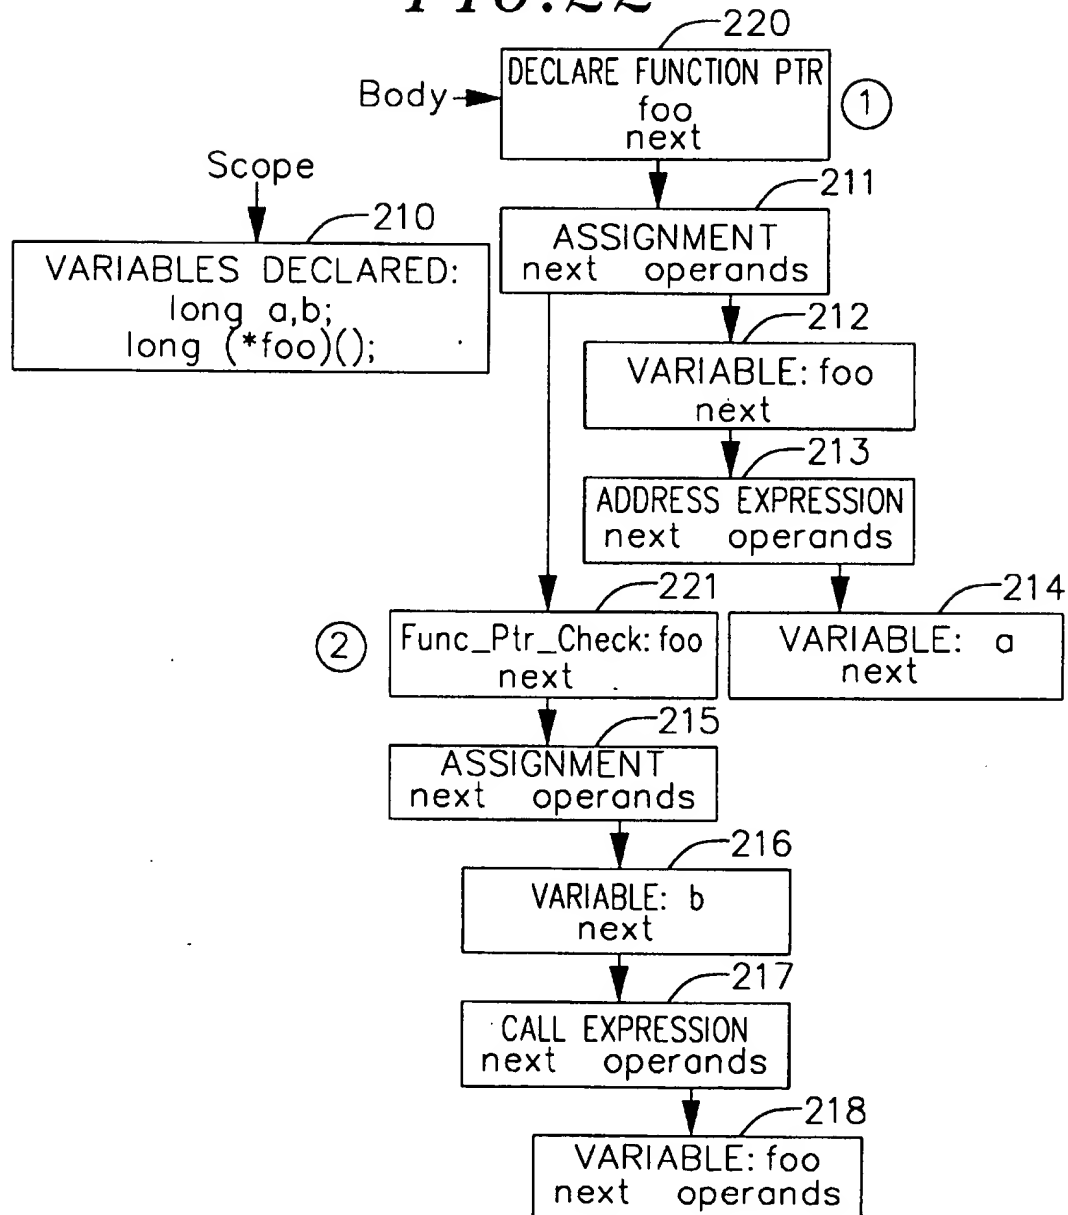 FIG.22
220
DECLARE FUNCTION PTR
foo
next
Body
1
Scope
210
VARIABLES DECLARED:
long a,b;
long (*foo)();
211
ASSIGNMENT
next operands
212
VARIABLE: foo
next
213
ADDRESS EXPRESSION
next operands
221
2
Func_Ptr_Check: foo
next
214
VARIABLE: a
next
215
ASSIGNMENT
next operands
216
VARIABLE: b
next
217
CALL EXPRESSION
next operands
218
VARIABLE: foo
next operands